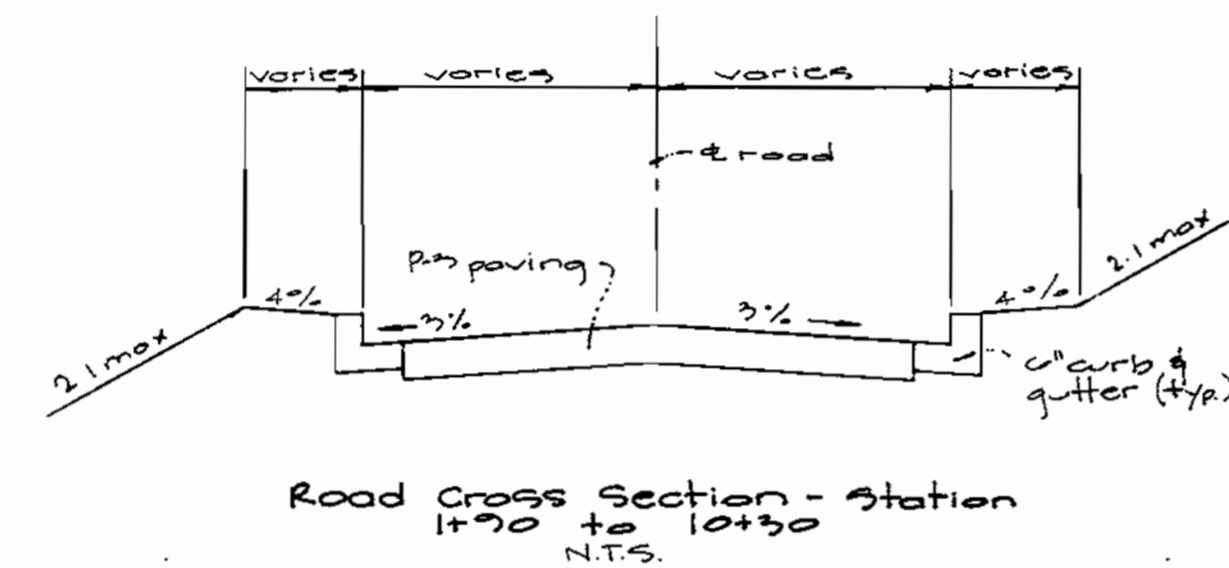 varies varies varies varies
℄ road
2:1 max
p-2 paving
4% 4%
3% 3%
2:1 max
6" curb &
gutter (typ.)
Road Cross Section - Station
1+90 to 10+30
N.T.S.